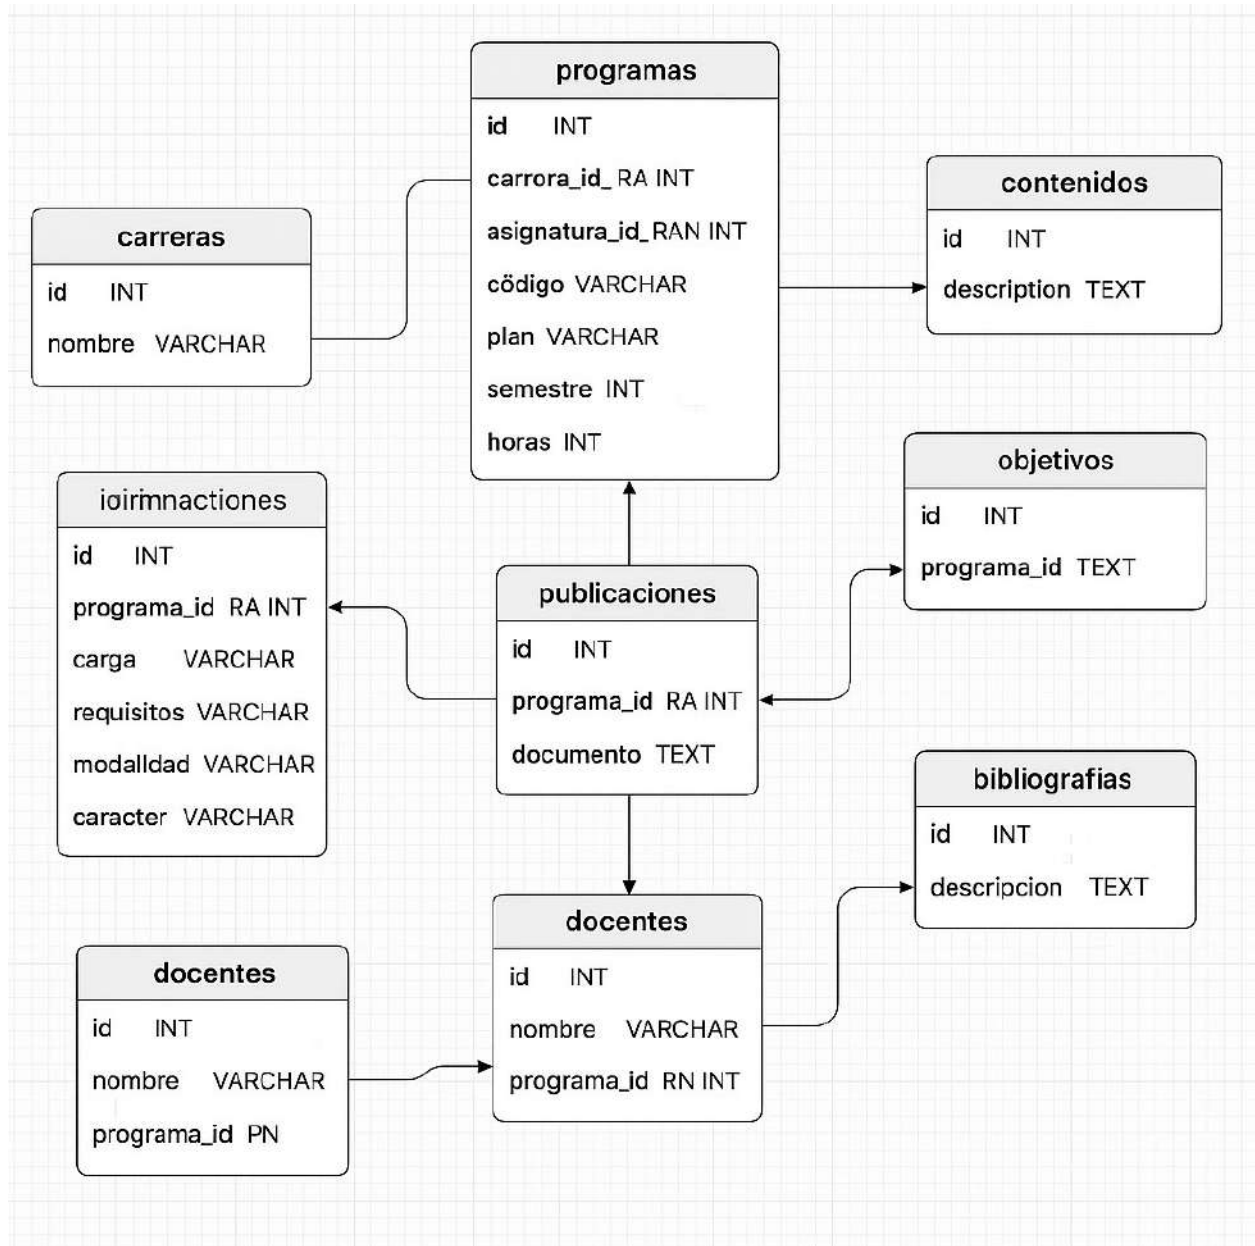 programas
id INT
carrora_id_ RA INT
asignatura_id_ RAN INT
cödigo VARCHAR
plan VARCHAR
semestre INT
horas INT
contenidos
id INT
description TEXT
carreras
id INT
nombre VARCHAR
objetivos
id INT
programa_id TEXT
id INT
programa_id RA INT
carga VARCHAR
requisitos VARCHAR
modalldad VARCHAR
caracter VARCHAR
publicaciones
id INT
programa_id RA INT
documento TEXT
bibliografias
id INT
descripcion TEXT
docentes
id INT
nombre VARCHAR
programa_id RN INT
docentes
id INT
nombre VARCHAR
programa_id PN